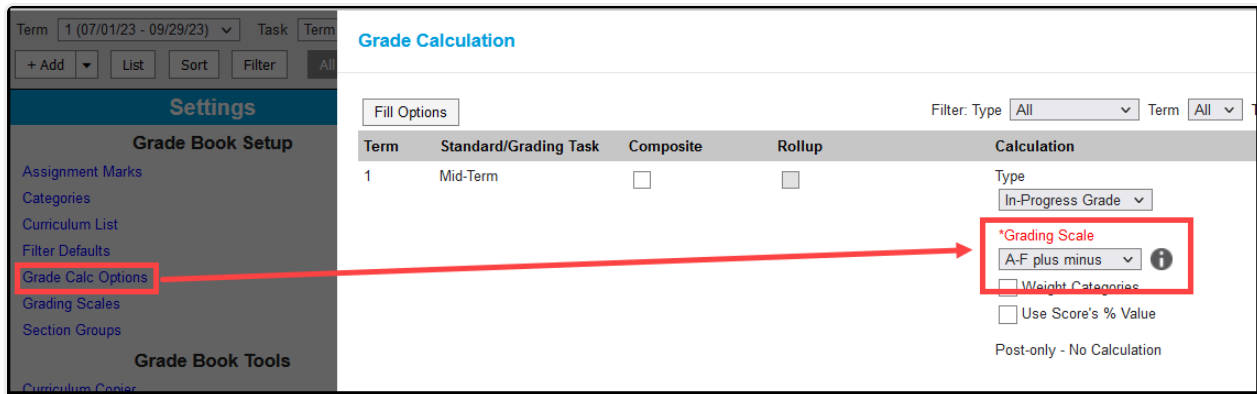 Term 1 (07/01/23 - 09/29/23) Task Term
+ Add List Sort Filter All
Settings
Grade Book Setup
Assignment Marks
Categories
Curriculum List
Filter Defaults
Grade Calc Options
Grading Scales
Section Groups
Grade Book Tools
Curriculum Copier
Grade Calculation
Fill Options Filter: Type All Term All T
Term Standard/Grading Task Composite Rollup Calculation
1 Mid-Term Type
In-Progress Grade
*Grading Scale
A-F plus minus
Weight Categories
Use Score's % Value
Post-only - No Calculation